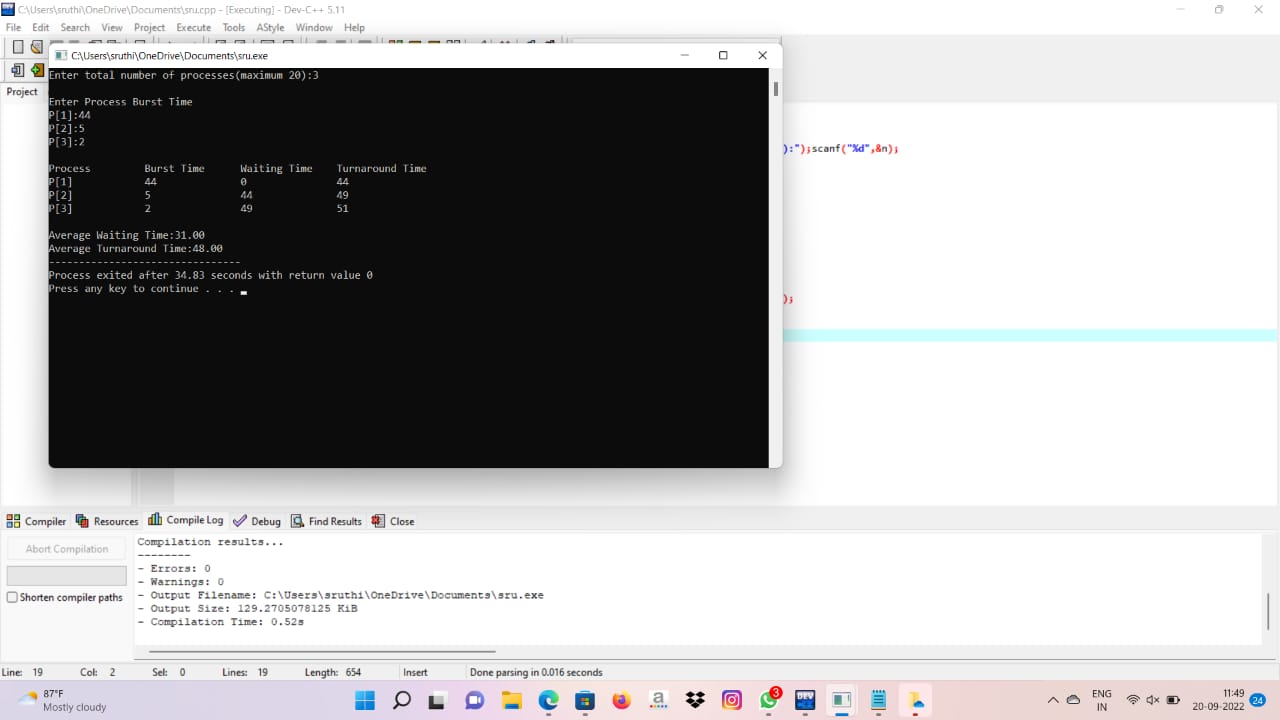 C:\Users\sruthi\OneDrive\Documents\sru.cpp - [Executing] - Dev-C++ 5.11
File Edit Search View Project Execute Tools AStyle Window Help
C:\Users\sruthi\OneDrive\Documents\sru.exe
Project
Enter total number of processes(maximum 20):3
Enter Process Burst Time
P[1]:44
P[2]:5
P[3]:2
):");scanf("%d",&n);
Process Burst Time Waiting Time Turnaround Time
P[1] 44 0 44
P[2] 5 44 49
P[3] 2 49 51
Average Waiting Time:31.00
Average Turnaround Time:48.00
--------------------------------
Process exited after 34.83 seconds with return value 0
Press any key to continue . . .
);
Compiler Resources Compile Log Debug Find Results Close
Abort Compilation
Shorten compiler paths
Compilation results...
--------
- Errors: 0
- Warnings: 0
- Output Filename: C:\Users\sruthi\OneDrive\Documents\sru.exe
- Output Size: 129.2705078125 KiB
- Compilation Time: 0.52s
Line: 19 Col: 2 Sel: 0 Lines: 19 Length: 654 Insert Done parsing in 0.016 seconds
87°F
Mostly cloudy
a
3
DEV
ENG
IN
11:49
20-09-2022
24